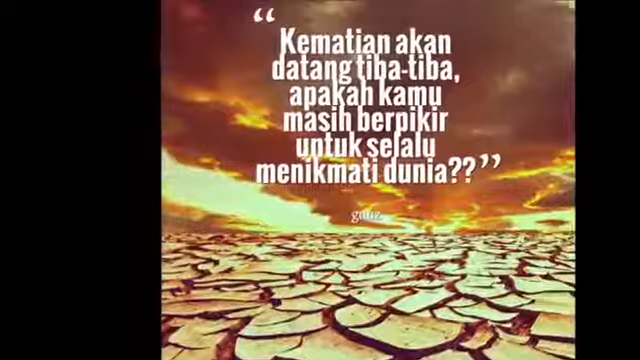 “
Kematian akan
datang tiba-tiba,
apakah kamu
masih berpikir
untuk selalu
menikmati dunia?? ”